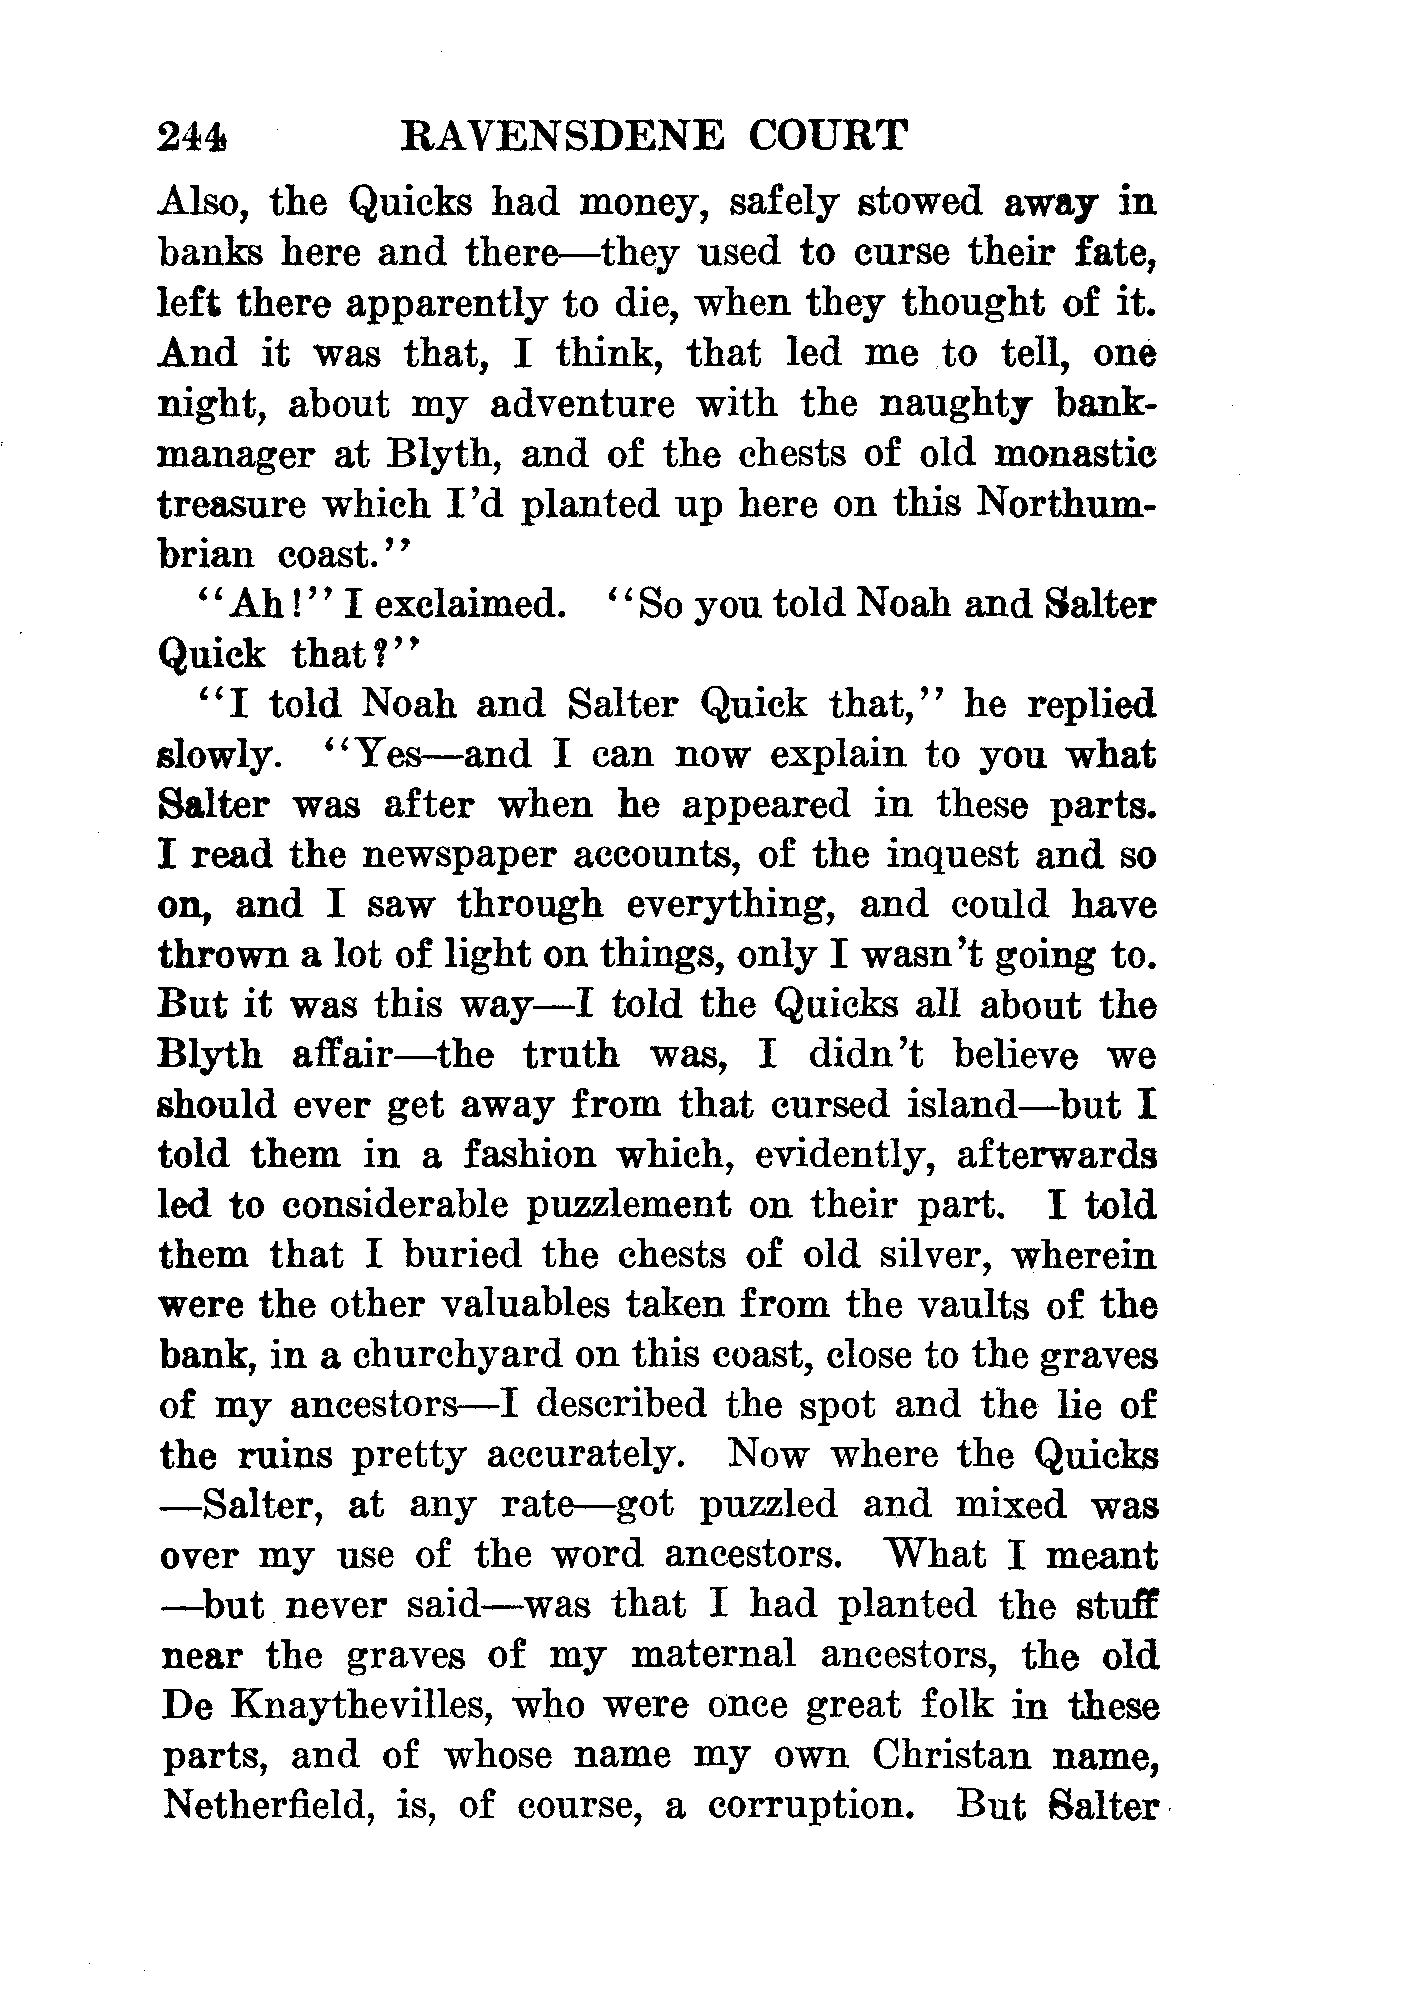 244 RAVENSDENE COURT
Also, the Quicks had money, safely stowed away in
banks here and there—they used to curse their fate,
left there apparently to die, when they thought of it.
And it was that, I think, that led me to tell, one
night, about my adventure with the naughty bank-
manager at Blyth, and of the chests of old monastic
treasure which I'd planted up here on this Northum-
brian coast."
"Ah!" I exclaimed. "So you told Noah and Salter
Quick that?"
"I told Noah and Salter Quick that," he replied
slowly. "Yes—and I can now explain to you what
Salter was after when he appeared in these parts.
I read the newspaper accounts, of the inquest and so
on, and I saw through everything, and could have
thrown a lot of light on things, only I wasn't going to.
But it was this way—I told the Quicks all about the
Blyth affair—the truth was, I didn't believe we
should ever get away from that cursed island—but I
told them in a fashion which, evidently, afterwards
led to considerable puzzlement on their part. I told
them that I buried the chests of old silver, wherein
were the other valuables taken from the vaults of the
bank, in a churchyard on this coast, close to the graves
of my ancestors—I described the spot and the lie of
the ruins pretty accurately. Now where the Quicks
—Salter, at any rate—got puzzled and mixed was
over my use of the word ancestors. What I meant
—but never said—was that I had planted the stuff
near the graves of my maternal ancestors, the old
De Knaythevilles, who were once great folk in these
parts, and of whose name my own Christan name,
Netherfield, is, of course, a corruption. But Salter